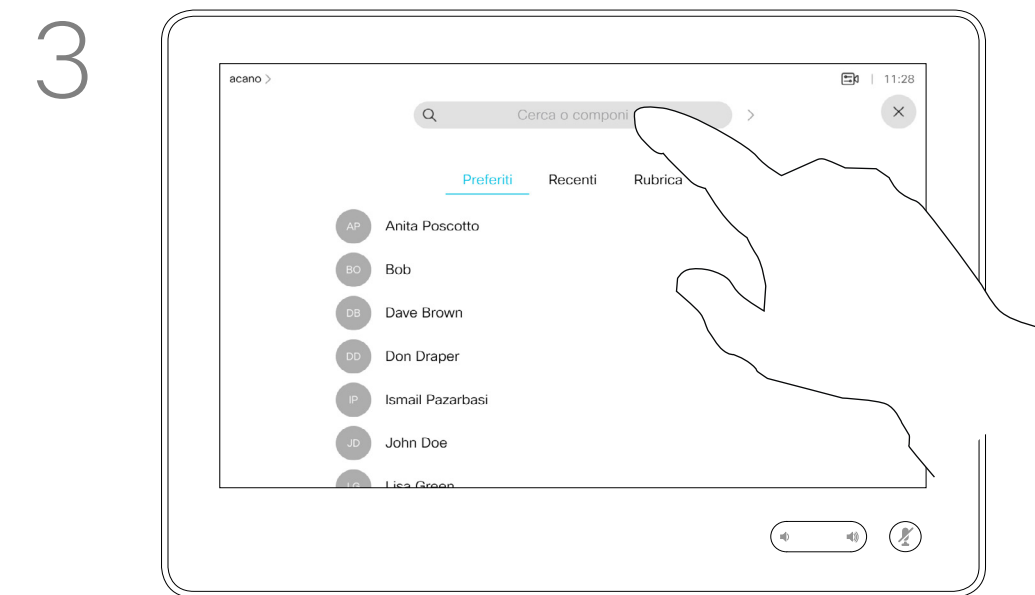 3
acano >
11:28
Cerca o componi
Preferiti Recenti Rubrica
AP Anita Poscotto
BO Bob
DB Dave Brown
DD Don Draper
IP Ismail Pazarbasi
JD John Doe
LG Lisa Green